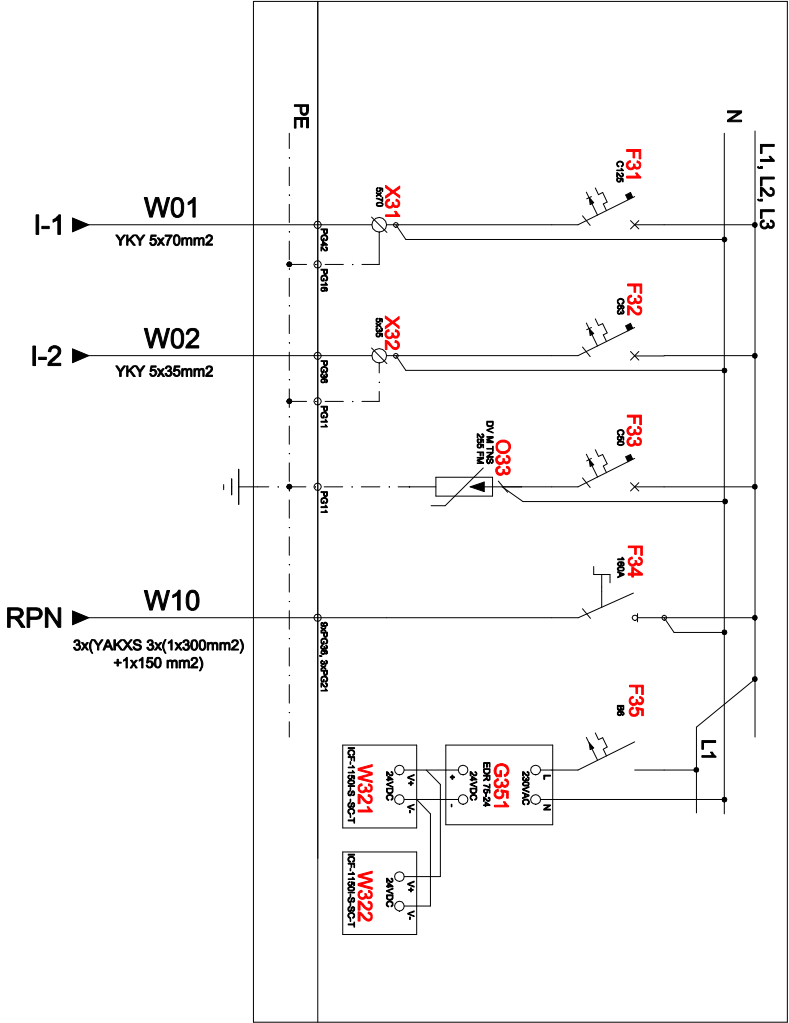 PE
N
L1, L2, L3
F31
C125
X31
5x70
I-1
W01
YKY 5x70mm2
PG42
PG16
F32
C63
X32
5x35
I-2
W02
YKY 5x35mm2
PG36
PG11
F33
C50
O33
DV M TNS
255 FM
PG11
F34
160A
RPN
W10
3x(YAKXS 3x(1x300mm2)
+1x150 mm2)
9xPG36, 3xPG21
F35
B6
L1
L
N
230VAC
G351
EDR 75-24
24VDC
+
-
V+
V-
24VDC
W321
ICF-1150I-S -SC-T
V+
V-
24VDC
W322
ICF-1150I-S-SC-T